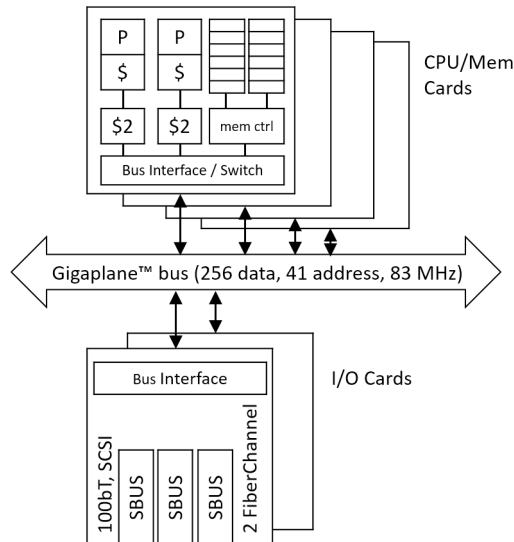 P P
$ $
$2 $2 mem ctrl
Bus Interface / Switch
CPU/Mem
Cards
Gigaplane™ bus (256 data, 41 address, 83 MHz)
Bus Interface
I/O Cards
100bT, SCSI
SBUS
SBUS
SBUS
2 FiberChannel